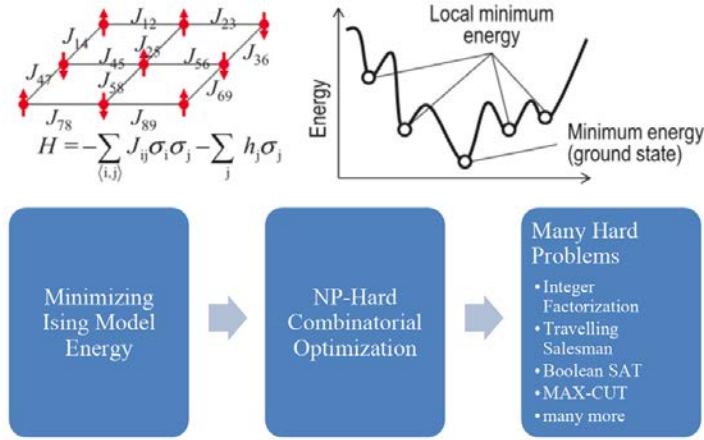 J12 J23
J14 J25 J36
J45 J56
J47 J58 J69
J78 J89
H = −∑⟨i,j⟩ Jijσiσj − ∑j hjσj
Local minimum
energy
Energy
Minimum energy
(ground state)
Minimizing
Ising Model
Energy
NP-Hard
Combinatorial
Optimization
Many Hard
Problems
• Integer
Factorization
• Travelling
Salesman
• Boolean SAT
• MAX-CUT
• many more